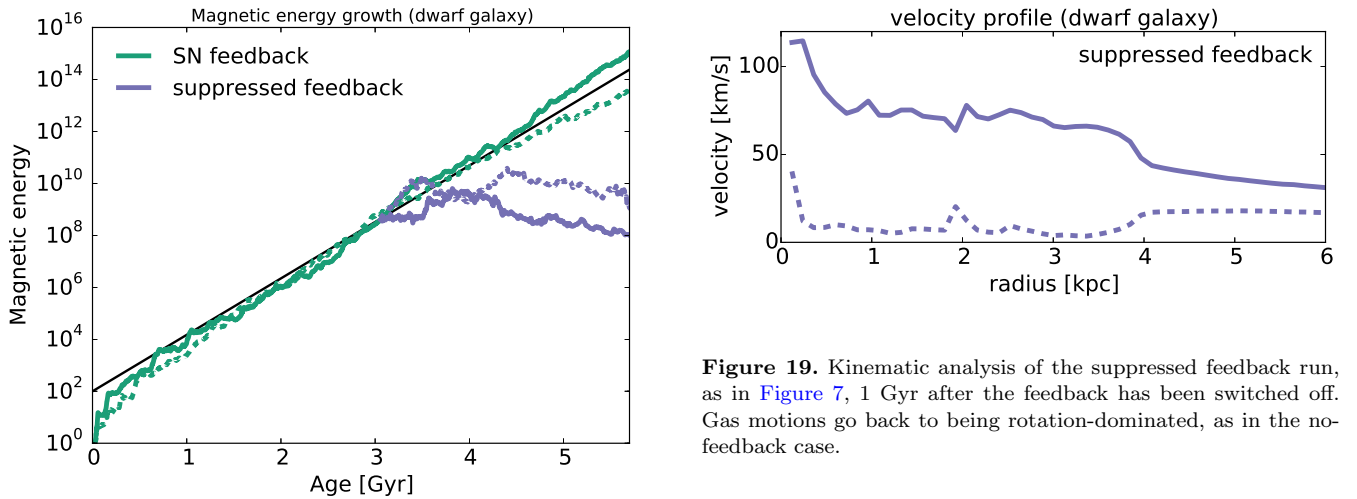 Magnetic energy growth (dwarf galaxy)
10^16
10^14
10^12
10^10
10^8
10^6
10^4
10^2
10^0
Magnetic energy
SN feedback
suppressed feedback
0 1 2 3 4 5
Age [Gyr]
velocity profile (dwarf galaxy)
suppressed feedback
100
50
0
velocity [km/s]
0 1 2 3 4 5 6
radius [kpc]
Figure 19. Kinematic analysis of the suppressed feedback run,
as in Figure 7, 1 Gyr after the feedback has been switched off.
Gas motions go back to being rotation-dominated, as in the no-
feedback case.